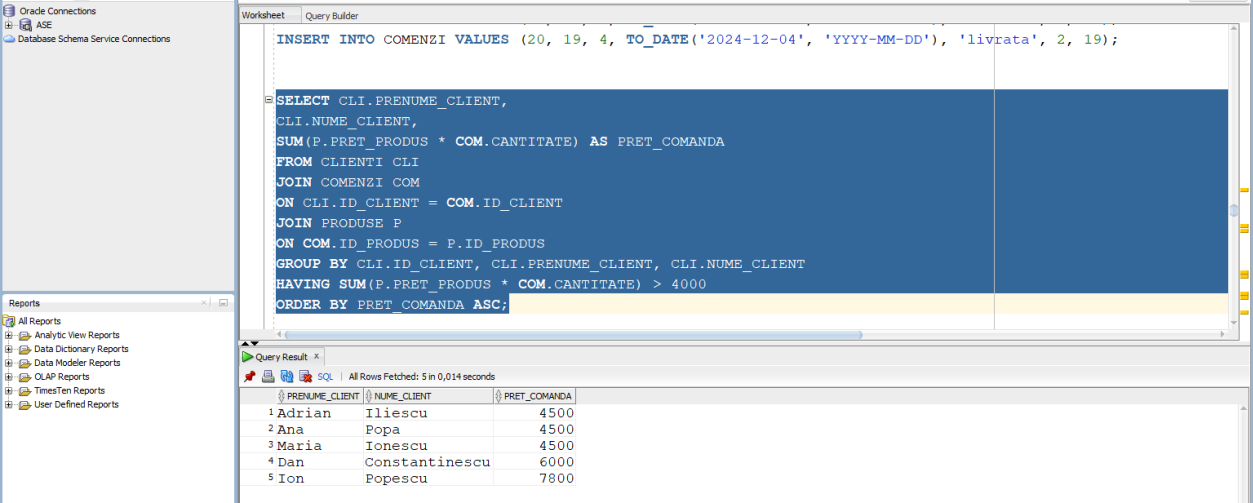 Oracle Connections
ASE
Database Schema Service Connections
Reports
All Reports
Analytic View Reports
Data Dictionary Reports
Data Modeler Reports
OLAP Reports
TimesTen Reports
User Defined Reports
Worksheet Query Builder
INSERT INTO COMENZI VALUES (20, 19, 4, TO_DATE('2024-12-04', 'YYYY-MM-DD'), 'livrata', 2, 19);
SELECT CLI.PRENUME_CLIENT,
CLI.NUME_CLIENT,
SUM(P.PRET_PRODUS * COM.CANTITATE) AS PRET_COMANDA
FROM CLIENTI CLI
JOIN COMENZI COM
ON CLI.ID_CLIENT = COM.ID_CLIENT
JOIN PRODUSE P
ON COM.ID_PRODUS = P.ID_PRODUS
GROUP BY CLI.ID_CLIENT, CLI.PRENUME_CLIENT, CLI.NUME_CLIENT
HAVING SUM(P.PRET_PRODUS * COM.CANTITATE) > 4000
ORDER BY PRET_COMANDA ASC;
Query Result x
SQL | All Rows Fetched: 5 in 0,014 seconds
PRENUME_CLIENT NUME_CLIENT PRET_COMANDA
1 Adrian Iliescu 4500
2 Ana Popa 4500
3 Maria Ionescu 4500
4 Dan Constantinescu 6000
5 Ion Popescu 7800